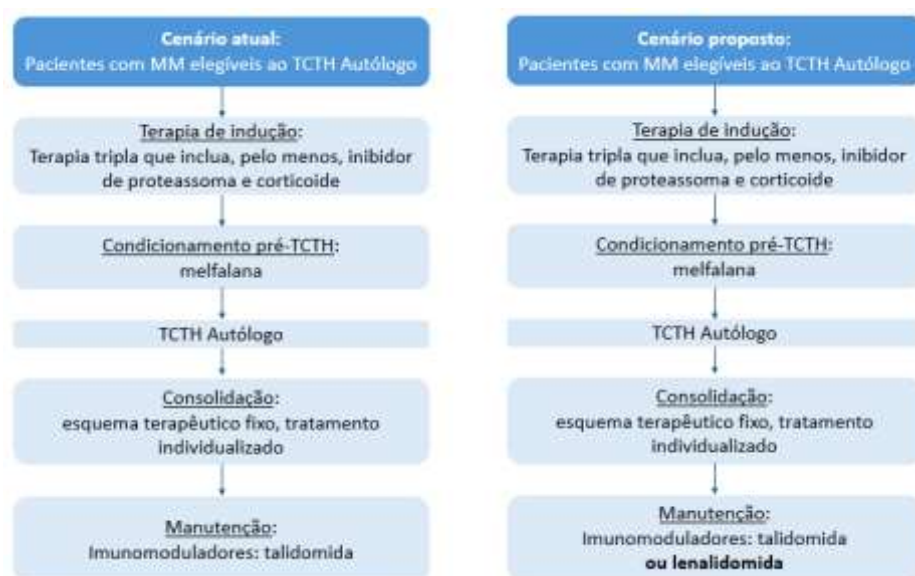 Cenário atual:
Pacientes com MM elegíveis ao TCTH Autólogo
Terapia de indução:
Terapia tripla que inclua, pelo menos, inibidor
de proteassoma e corticoide
Condicionamento pré-TCTH:
melfalana
TCTH Autólogo
Consolidação:
esquema terapêutico fixo, tratamento
individualizado
Manutenção:
Imunomoduladores: talidomida
Cenário proposto:
Pacientes com MM elegíveis ao TCTH Autólogo
Terapia de indução:
Terapia tripla que inclua, pelo menos, inibidor
de proteassoma e corticoide
Condicionamento pré-TCTH:
melfalana
TCTH Autólogo
Consolidação:
esquema terapêutico fixo, tratamento
individualizado
Manutenção:
Imunomoduladores: talidomida
ou lenalidomida